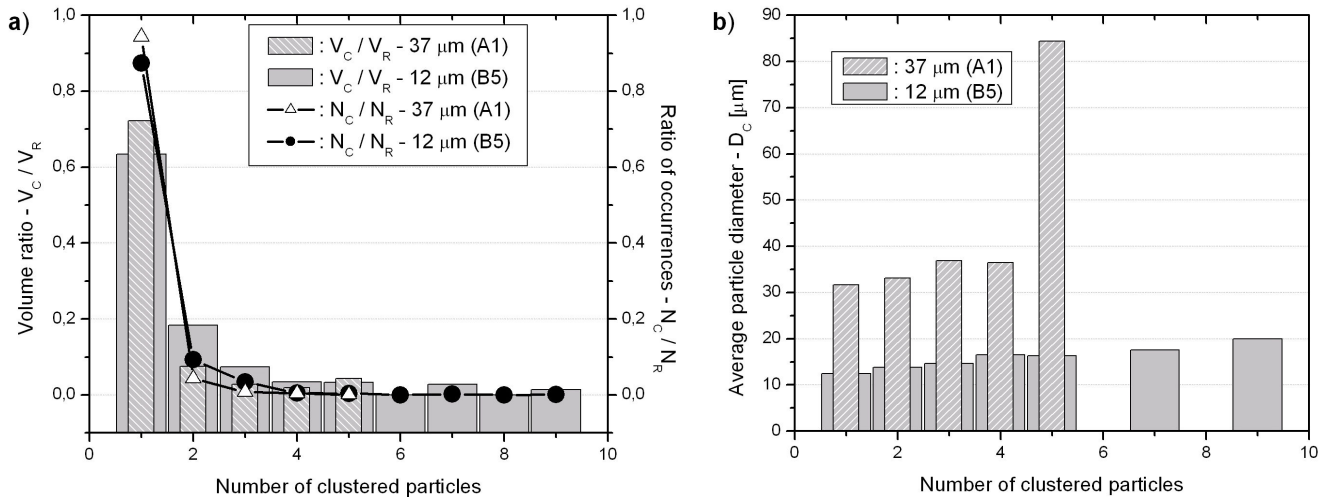 a)
1,0
0,8
0,6
0,4
0,2
0,0
Volume ratio - V_C / V_R
: V_C / V_R - 37 μm (A1)
: V_C / V_R - 12 μm (B5)
: N_C / N_R - 37 μm (A1)
: N_C / N_R - 12 μm (B5)
1,0
0,8
0,6
0,4
0,2
0,0
Ratio of occurrences - N_C / N_R
0 2 4 6 8 10
Number of clustered particles
b)
90
80
70
60
50
40
30
20
10
0
Average particle diameter - D_C [μm]
: 37 μm (A1)
: 12 μm (B5)
0 2 4 6 8 10
Number of clustered particles